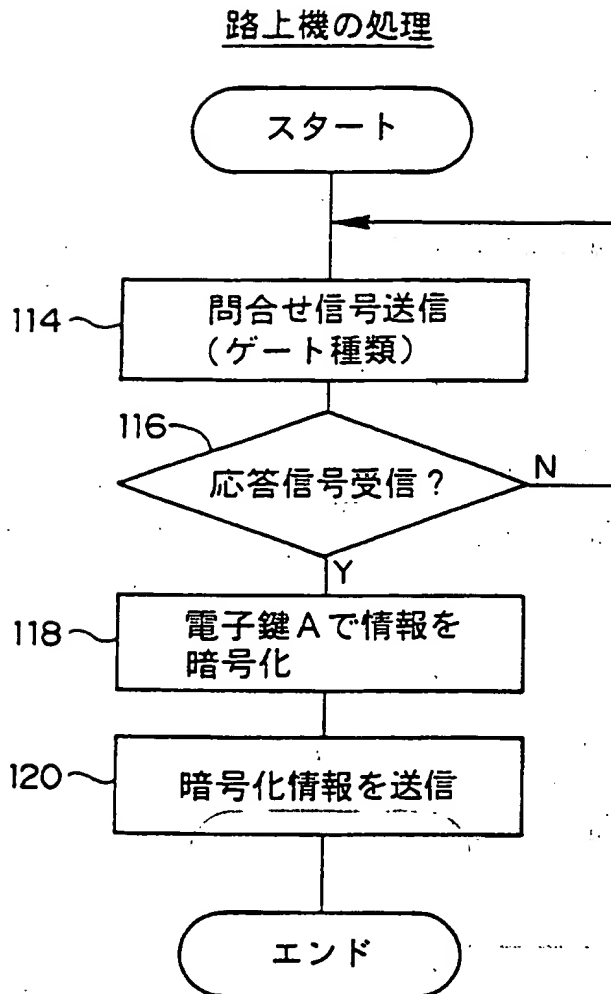 路上機の処理
スタート
114
問合せ信号送信
(ゲート種類)
116
応答信号受信?
N
Y
118
電子鍵Aで情報を
暗号化
120
暗号化情報を送信
エンド